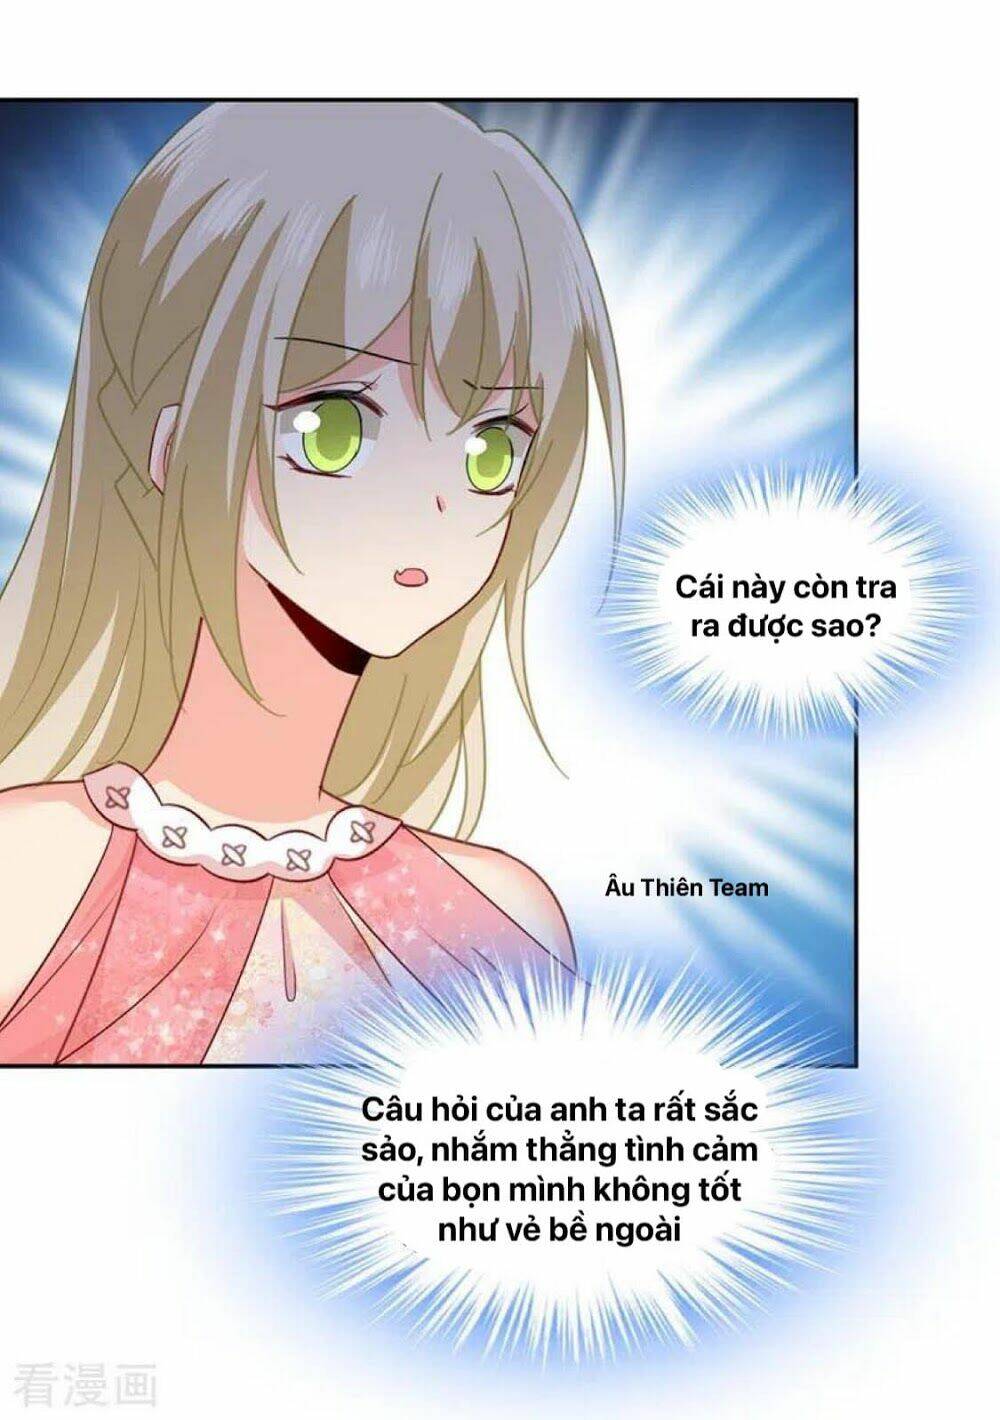 Cái này còn tra
ra được sao?
Âu Thiên Team
Câu hỏi của anh ta rất sắc
sảo, nhắm thẳng tình cảm
của bọn mình không tốt
như vẻ bề ngoài
看漫画